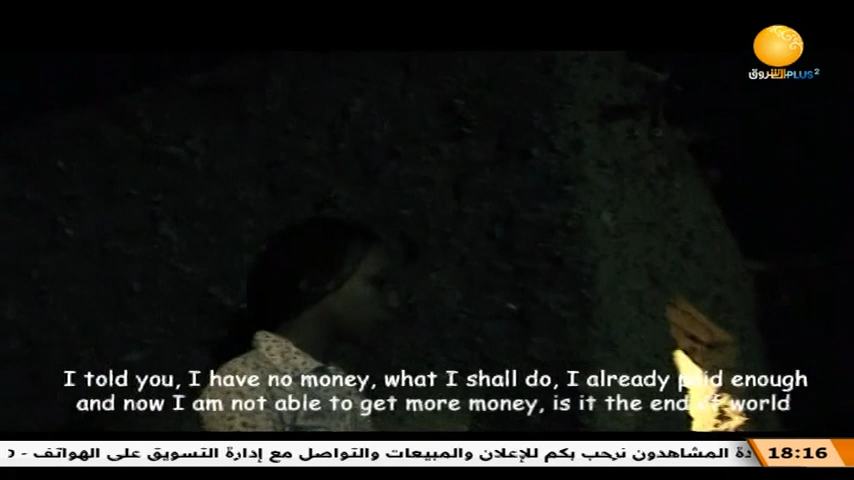 الشروق PLUS²
I told you, I have no money, what I shall do, I already paid enough
and now I am not able to get more money, is it the end of world
دة المشاهدون نرحب بكم للإعلان والمبيعات والتواصل مع إدارة التسويق على الهواتف -
18:16